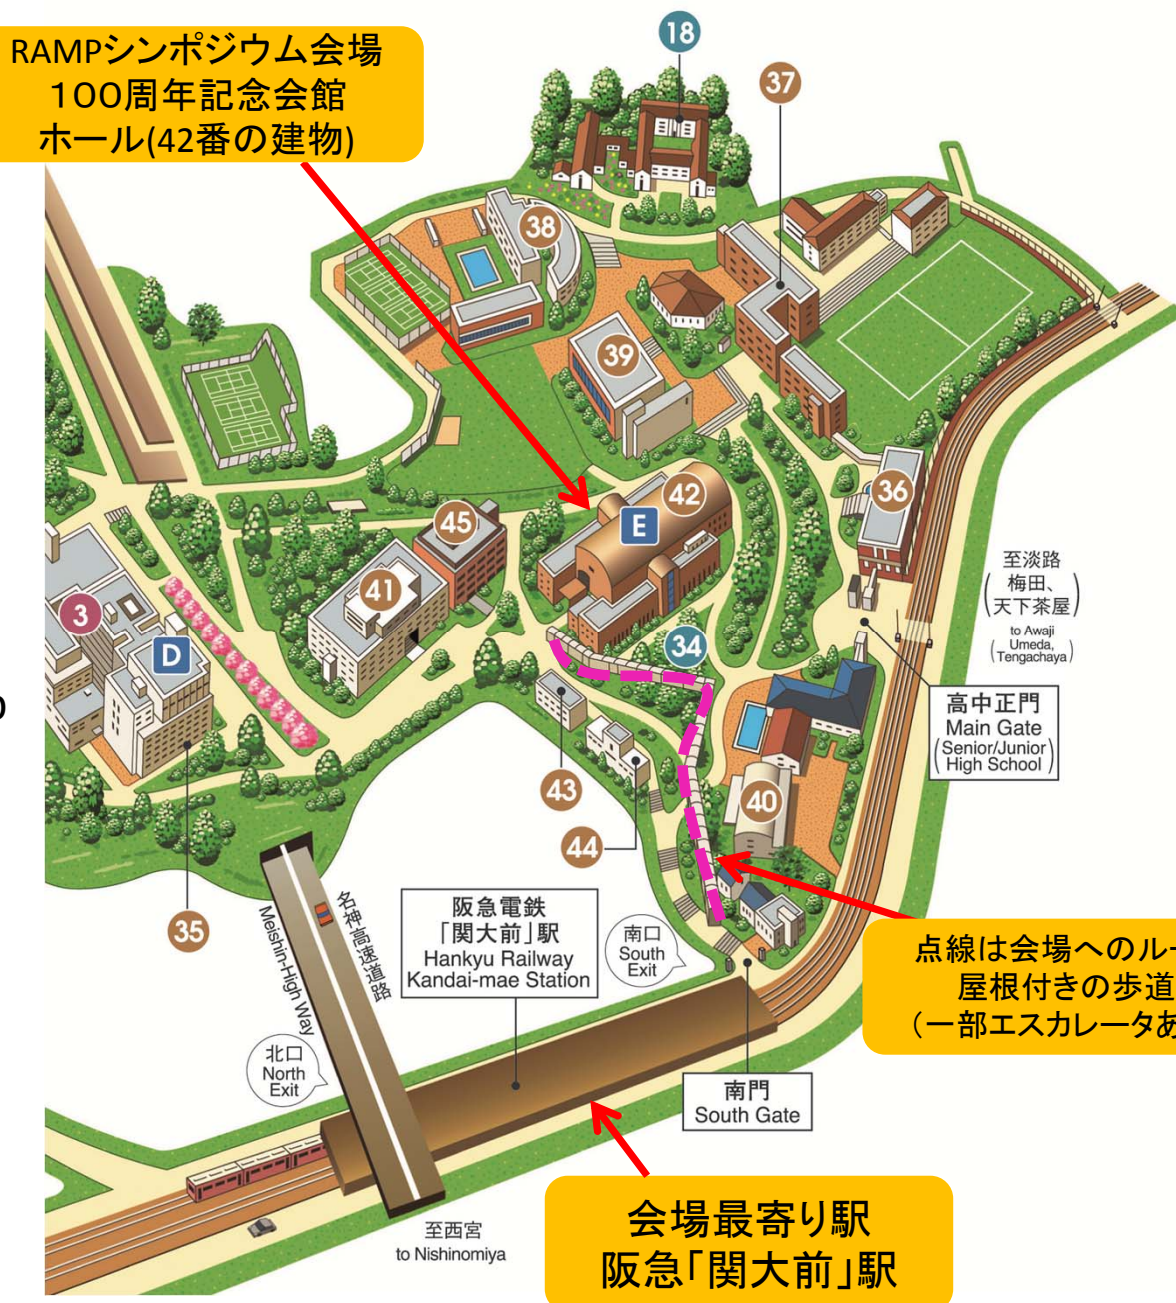 RAMPシンポジウム会場
100周年記念会館
ホール(42番の建物)
18
37
38
39
42
E
36
45
41
3
D
34
至淡路
梅田、
天下茶屋
to Awaji
Umeda,
Tengachaya
高中正門
Main Gate
(Senior/Junior
High School)
43
44
40
35
名神高速道路
Meishin-High Way
阪急電鉄
「関大前」駅
Hankyu Railway
Kandai-mae Station
南口
South
Exit
点線は会場へのルー
屋根付きの歩道
(一部エスカレータあ
北口
North
Exit
南門
South Gate
会場最寄り駅
阪急「関大前」駅
至西宮
to Nishinomiya